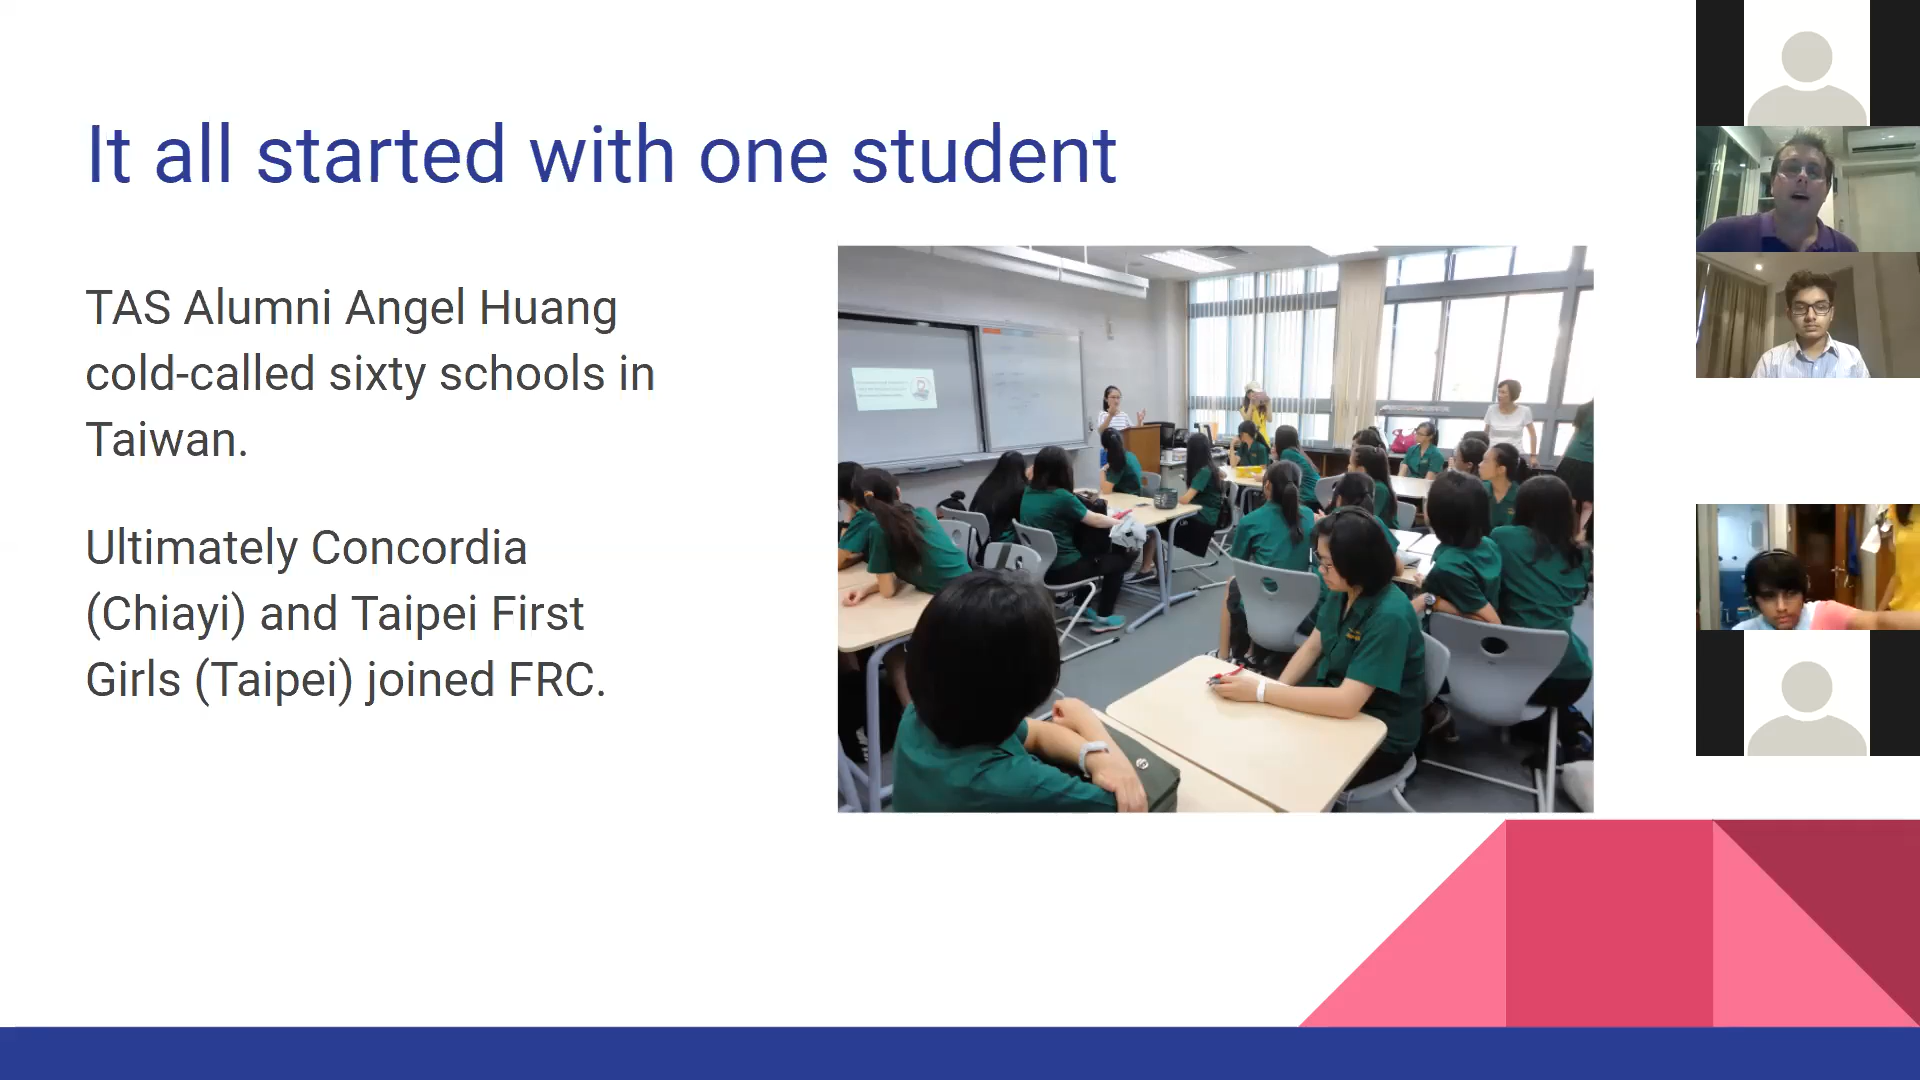 It all started with one student
TAS Alumni Angel Huang
cold-called sixty schools in
Taiwan.
Ultimately Concordia
(Chiayi) and Taipei First
Girls (Taipei) joined FRC.